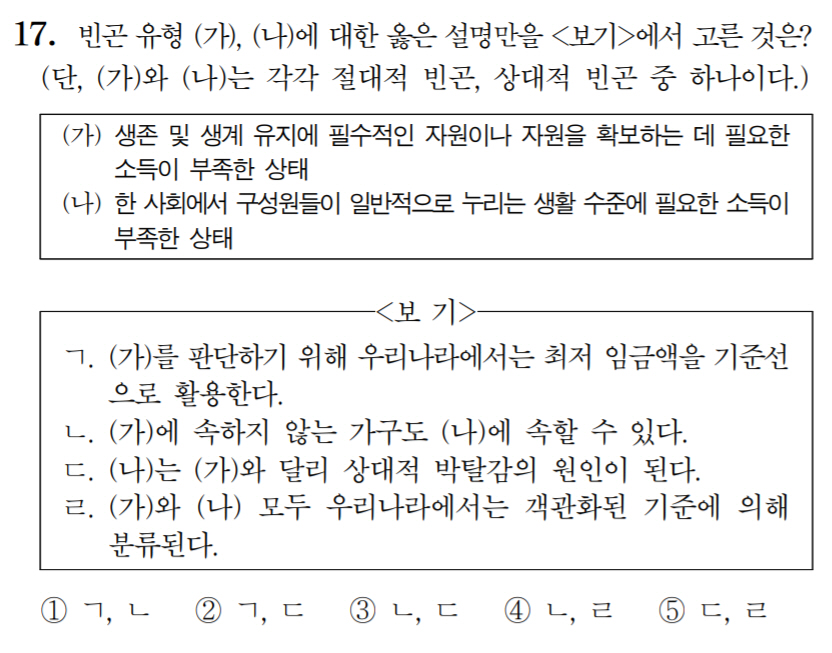 17. 빈곤 유형 (가), (나)에 대한 옳은 설명만을 <보기>에서 고른 것은?
(단, (가)와 (나)는 각각 절대적 빈곤, 상대적 빈곤 중 하나이다.)
(가) 생존 및 생계 유지에 필수적인 자원이나 자원을 확보하는 데 필요한
소득이 부족한 상태
(나) 한 사회에서 구성원들이 일반적으로 누리는 생활 수준에 필요한 소득이
부족한 상태
<보 기>
ㄱ. (가)를 판단하기 위해 우리나라에서는 최저 임금액을 기준선
으로 활용한다.
ㄴ. (가)에 속하지 않는 가구도 (나)에 속할 수 있다.
ㄷ. (나)는 (가)와 달리 상대적 박탈감의 원인이 된다.
ㄹ. (가)와 (나) 모두 우리나라에서는 객관화된 기준에 의해
분류된다.
① ㄱ, ㄴ ② ㄱ, ㄷ ③ ㄴ, ㄷ ④ ㄴ, ㄹ ⑤ ㄷ, ㄹ